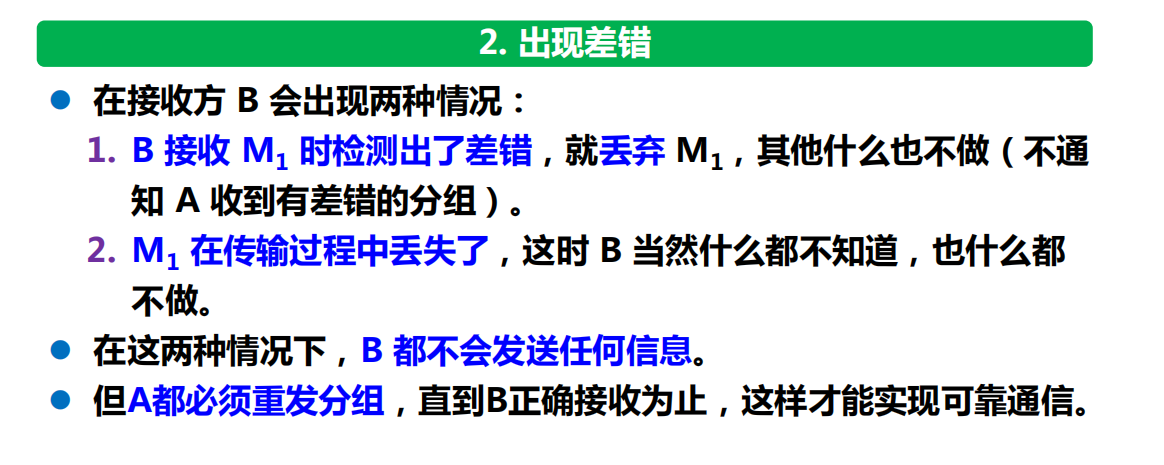 2. 出现差错
● 在接收方 B 会出现两种情况：
1. B 接收 M₁ 时检测出了差错，就丢弃 M₁，其他什么也不做（不通
知 A 收到有差错的分组）。
2. M₁ 在传输过程中丢失了，这时 B 当然什么都不知道，也什么都
不做。
● 在这两种情况下，B 都不会发送任何信息。
● 但A都必须重发分组，直到B正确接收为止，这样才能实现可靠通信。